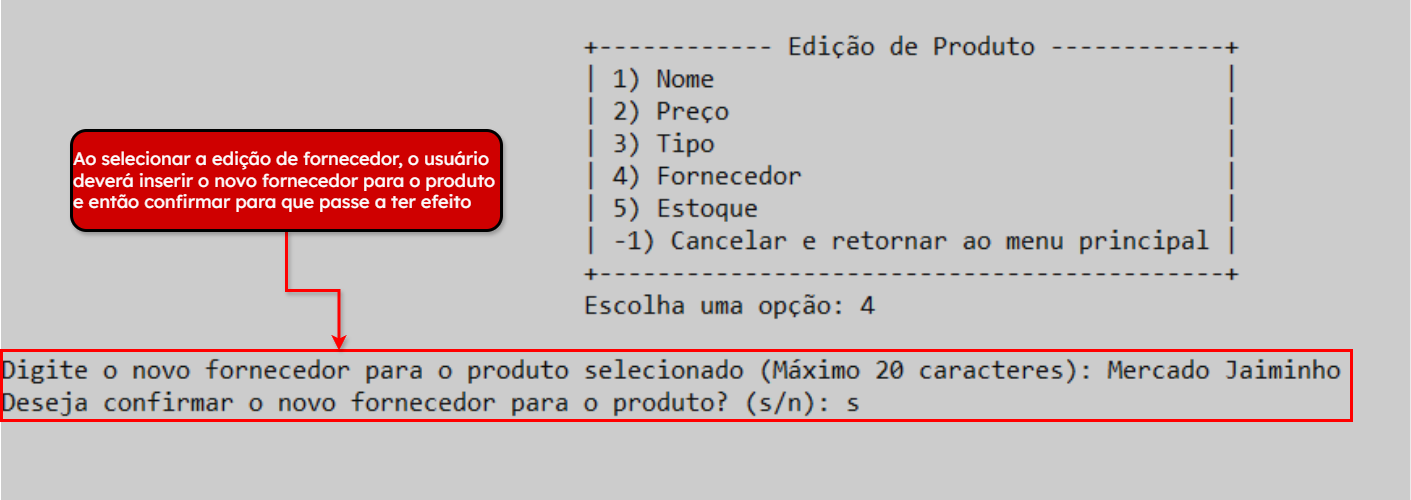 +------------ Edição de Produto ------------+
| 1) Nome |
| 2) Preço |
| 3) Tipo |
| 4) Fornecedor |
| 5) Estoque |
| -1) Cancelar e retornar ao menu principal |
+-------------------------------------------+
Escolha uma opção: 4
Ao selecionar a edição de fornecedor, o usuário
deverá inserir o novo fornecedor para o produto
e então confirmar para que passe a ter efeito
Digite o novo fornecedor para o produto selecionado (Máximo 20 caracteres): Mercado Jaiminho
Deseja confirmar o novo fornecedor para o produto? (s/n): s